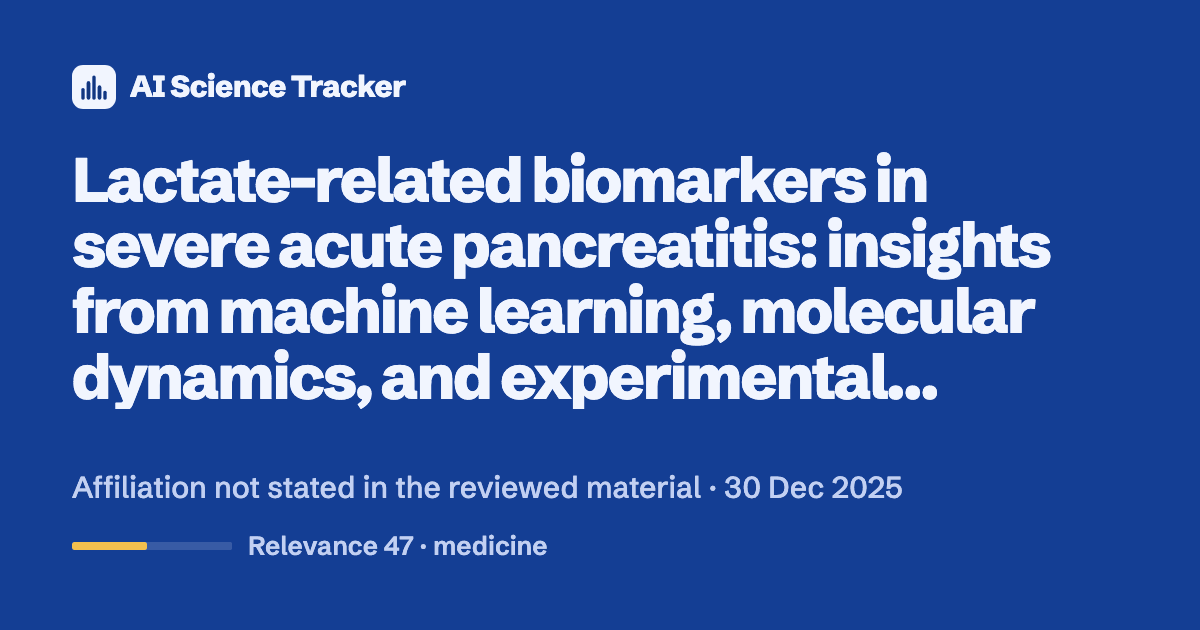 AI Science Tracker
Lactate-related biomarkers in
severe acute pancreatitis: insights
from machine learning, molecular
dynamics, and experimental...
Affiliation not stated in the reviewed material · 30 Dec 2025
Relevance 47 · medicine